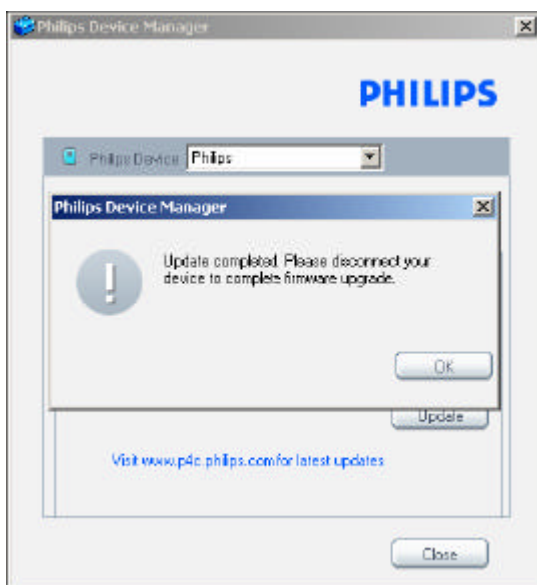 Philips Device Manager
PHILIPS
Philips Device Philips
Philips Device Manager
Update completed. Please disconnect your
device to complete firmware upgrade.
OK
Update
Visit www.p4c.philips.com for latest updates
Close